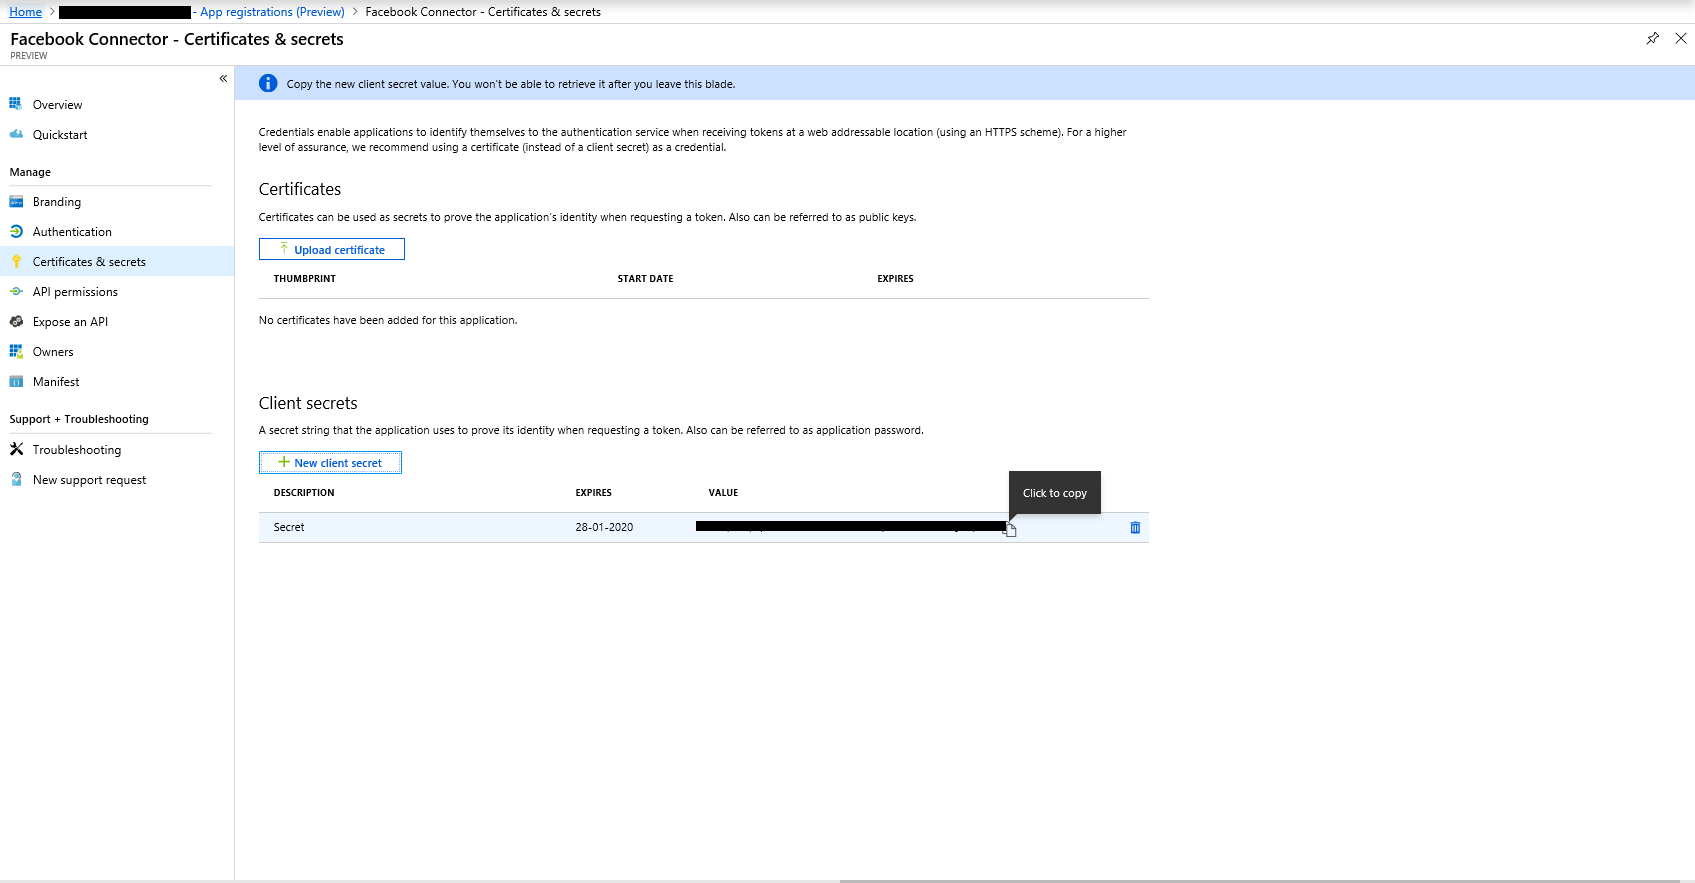 Home > - App registrations (Preview) > Facebook Connector - Certificates & secrets
Facebook Connector - Certificates & secrets
PREVIEW
«
Overview
Quickstart
Manage
Branding
Authentication
Certificates & secrets
API permissions
Expose an API
Owners
Manifest
Support + Troubleshooting
Troubleshooting
New support request
Copy the new client secret value. You won't be able to retrieve it after you leave this blade.
Credentials enable applications to identify themselves to the authentication service when receiving tokens at a web addressable location (using an HTTPS scheme). For a higher
level of assurance, we recommend using a certificate (instead of a client secret) as a credential.
Certificates
Certificates can be used as secrets to prove the application's identity when requesting a token. Also can be referred to as public keys.
Upload certificate
THUMBPRINT START DATE EXPIRES
No certificates have been added for this application.
Client secrets
A secret string that the application uses to prove its identity when requesting a token. Also can be referred to as application password.
New client secret
DESCRIPTION EXPIRES VALUE
Click to copy
Secret 28-01-2020